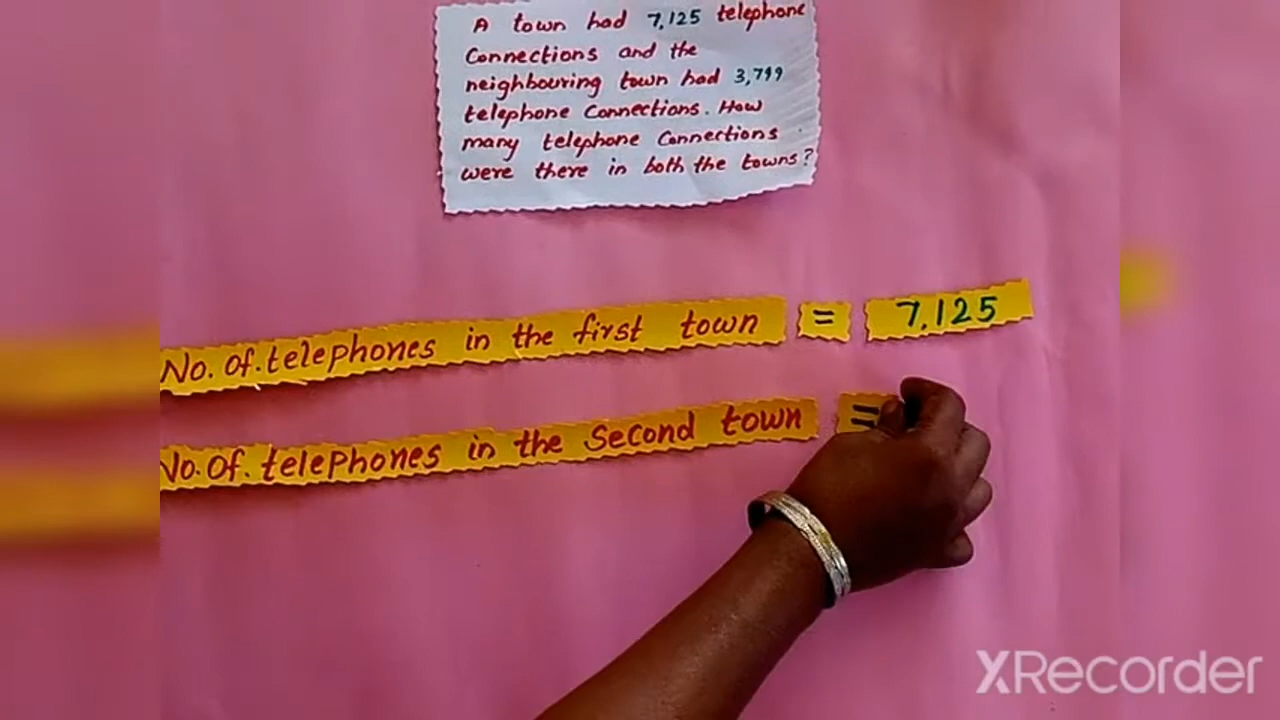 A town had 7,125 telephone
Connections and the
neighbouring town had 3,799
telephone Connections. How
many telephone Connections
were there in both the towns?
No. of. telephones in the first town = 7,125
No. Of. telephones in the Second town =
XRecorder